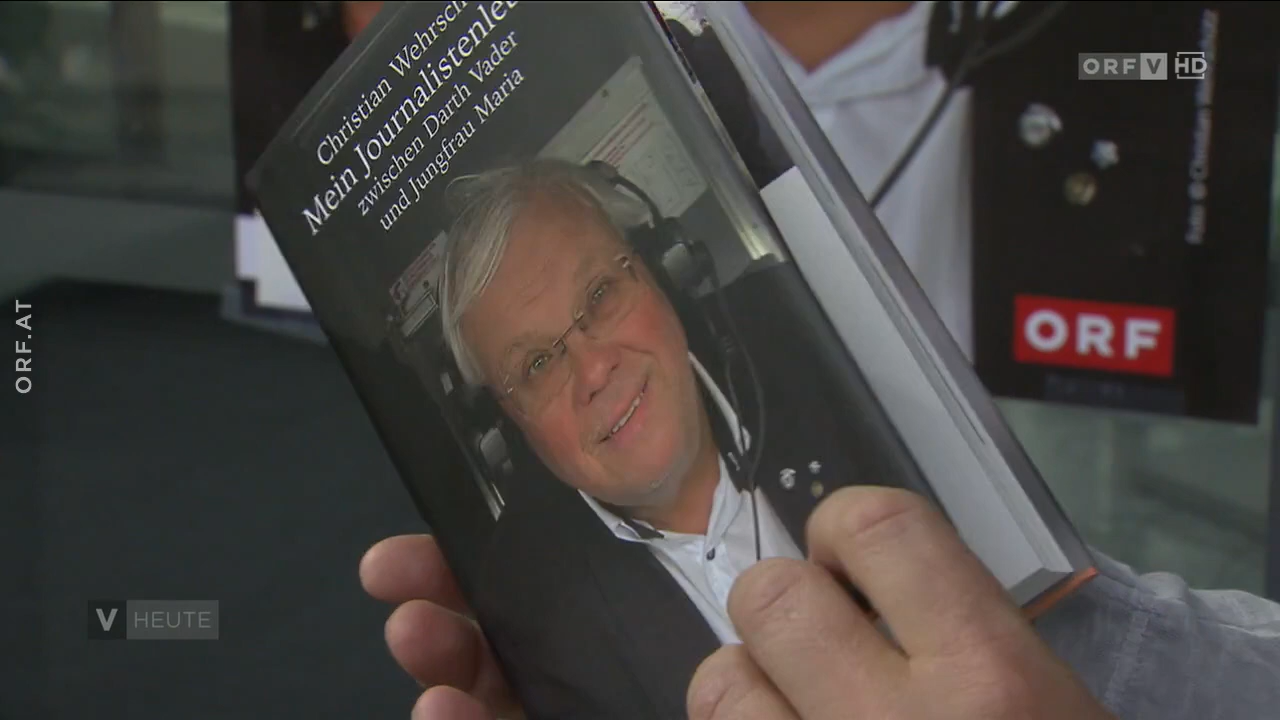 Christian Wehrsch
Mein Journalistenle
zwischen Darth Vader
und Jungfrau Maria
ORF V HD
ORF
ORF.AT
V HEUTE